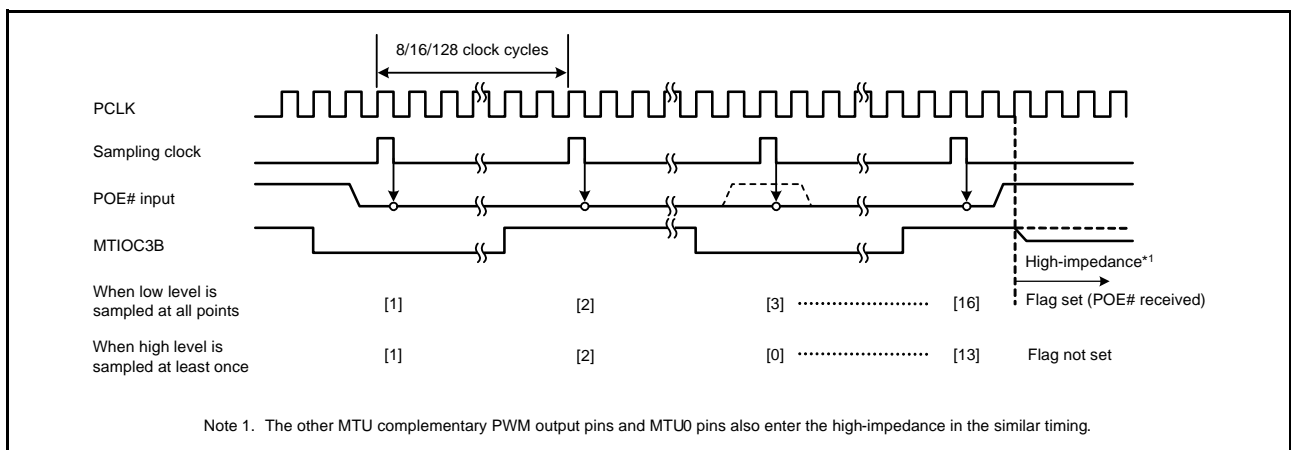 8/16/128 clock cycles
PCLK
Sampling clock
POE# input
MTIOC3B
High-impedance*1
When low level is
sampled at all points
[1] [2] [3] [16] Flag set (POE# received)
When high level is
sampled at least once
[1] [2] [0] [13] Flag not set
Note 1. The other MTU complementary PWM output pins and MTU0 pins also enter the high-impedance in the similar timing.